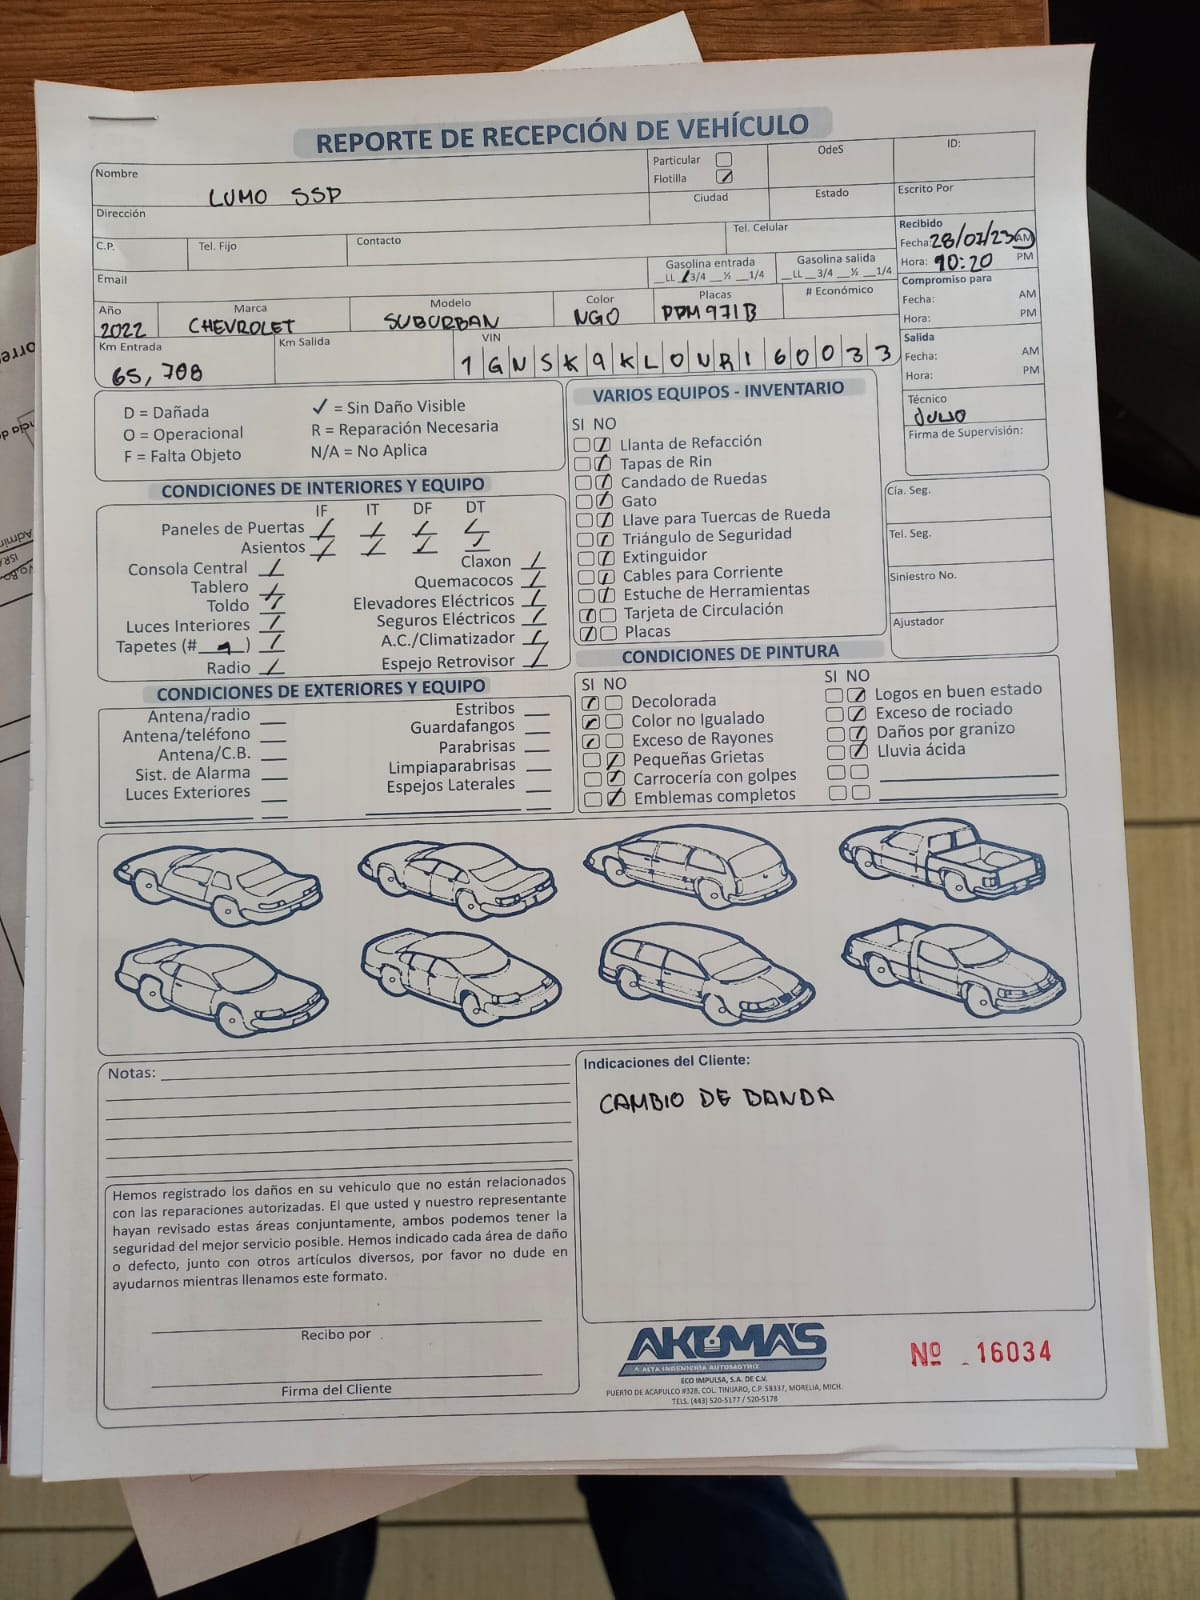 REPORTE DE RECEPCIÓN DE VEHÍCULO
Nombre
LUMO SSP
Particular
Flotilla
OdeS
ID:
Dirección
Ciudad
Estado
Escrito Por
C.P.
Tel. Fijo
Contacto
Tel. Celular
Recibido
Fecha: 28/07/23 AM
Hora: 10:20 PM
Email
Gasolina entrada
__LL __3/4 __½ __1/4
Gasolina salida
__LL __3/4 __½ __1/4
Compromiso para
Fecha: AM
Hora: PM
Año
2022
Marca
CHEVROLET
Modelo
SUBURBAN
Color
NGO
Placas
PPM971B
# Económico
Km Entrada
65,708
Km Salida
VIN
1GNSK9KL0UR160033
Salida
Fecha: AM
Hora: PM
Técnico
JULIO
Firma de Supervisión:
D = Dañada
✓ = Sin Daño Visible
O = Operacional
R = Reparación Necesaria
F = Falta Objeto
N/A = No Aplica
VARIOS EQUIPOS - INVENTARIO
SI NO
Llanta de Refacción
Tapas de Rin
Candado de Ruedas
Gato
Llave para Tuercas de Rueda
Triángulo de Seguridad
Extinguidor
Cables para Corriente
Estuche de Herramientas
Tarjeta de Circulación
Placas
Cía. Seg.
Tel. Seg.
Siniestro No.
Ajustador
CONDICIONES DE INTERIORES Y EQUIPO
IF IT DF DT
Paneles de Puertas
Asientos
Consola Central
Claxon
Tablero
Quemacocos
Toldo
Elevadores Eléctricos
Luces Interiores
Seguros Eléctricos
Tapetes (#____)
A.C./Climatizador
Radio
Espejo Retrovisor
CONDICIONES DE EXTERIORES Y EQUIPO
Antena/radio
Estribos
Antena/teléfono
Guardafangos
Antena/C.B.
Parabrisas
Sist. de Alarma
Limpiaparabrisas
Luces Exteriores
Espejos Laterales
CONDICIONES DE PINTURA
SI NO
SI NO
Decolorada
Logos en buen estado
Color no Igualado
Exceso de rociado
Exceso de Rayones
Daños por granizo
Pequeñas Grietas
Lluvia ácida
Carrocería con golpes
Emblemas completos
Notas:
Indicaciones del Cliente:
CAMBIO DE BANDA
Hemos registrado los daños en su vehiculo que no están relacionados
con las reparaciones autorizadas. El que usted y nuestro representante
hayan revisado estas áreas conjuntamente, ambos podemos tener la
seguridad del mejor servicio posible. Hemos indicado cada área de daño
o defecto, junto con otros artículos diversos, por favor no dude en
ayudarnos mientras llenamos este formato.
Recibo por
Firma del Cliente
AKUMA'S
ALTA INGENIERÍA AUTOMOTRIZ
ECO IMPULSA, S.A. DE C.V.
PUERTO DE ACAPULCO #328, COL. TINIJARO, C.P. 58337, MORELIA, MICH.
TELS. (443) 520-5177 / 520-5178
Nº 16034